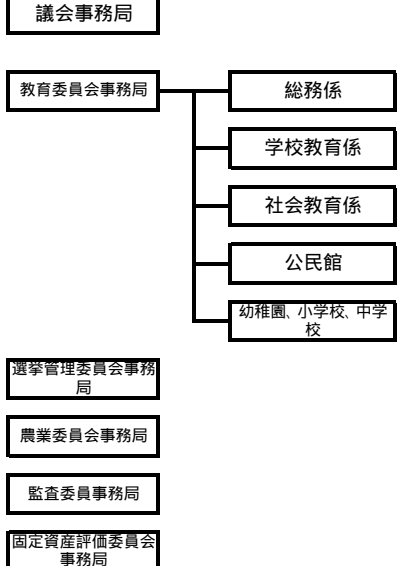 議会事務局
教育委員会事務局
総務係
学校教育係
社会教育係
公民館
幼稚園、小学校、中学
校
選挙管理委員会事務
局
農業委員会事務局
監査委員事務局
固定資産評価委員会
事務局